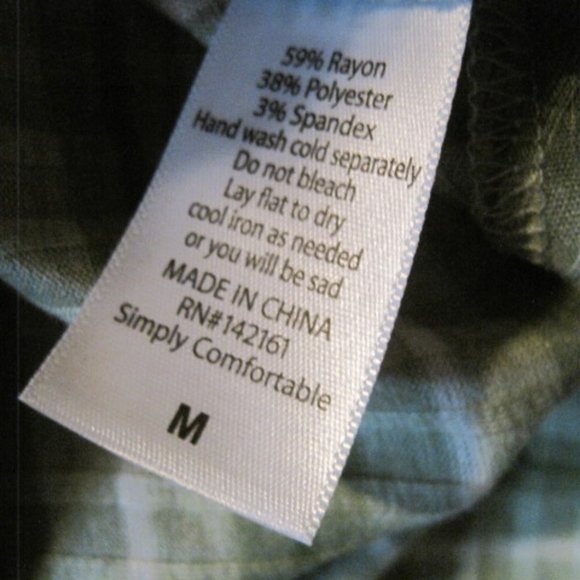 59% Rayon
38% Polyester
3% Spandex
Hand wash cold separately
Do not bleach
Lay flat to dry
cool iron as needed
or you will be sad
MADE IN CHINA
RN#142161
Simply Comfortable
M